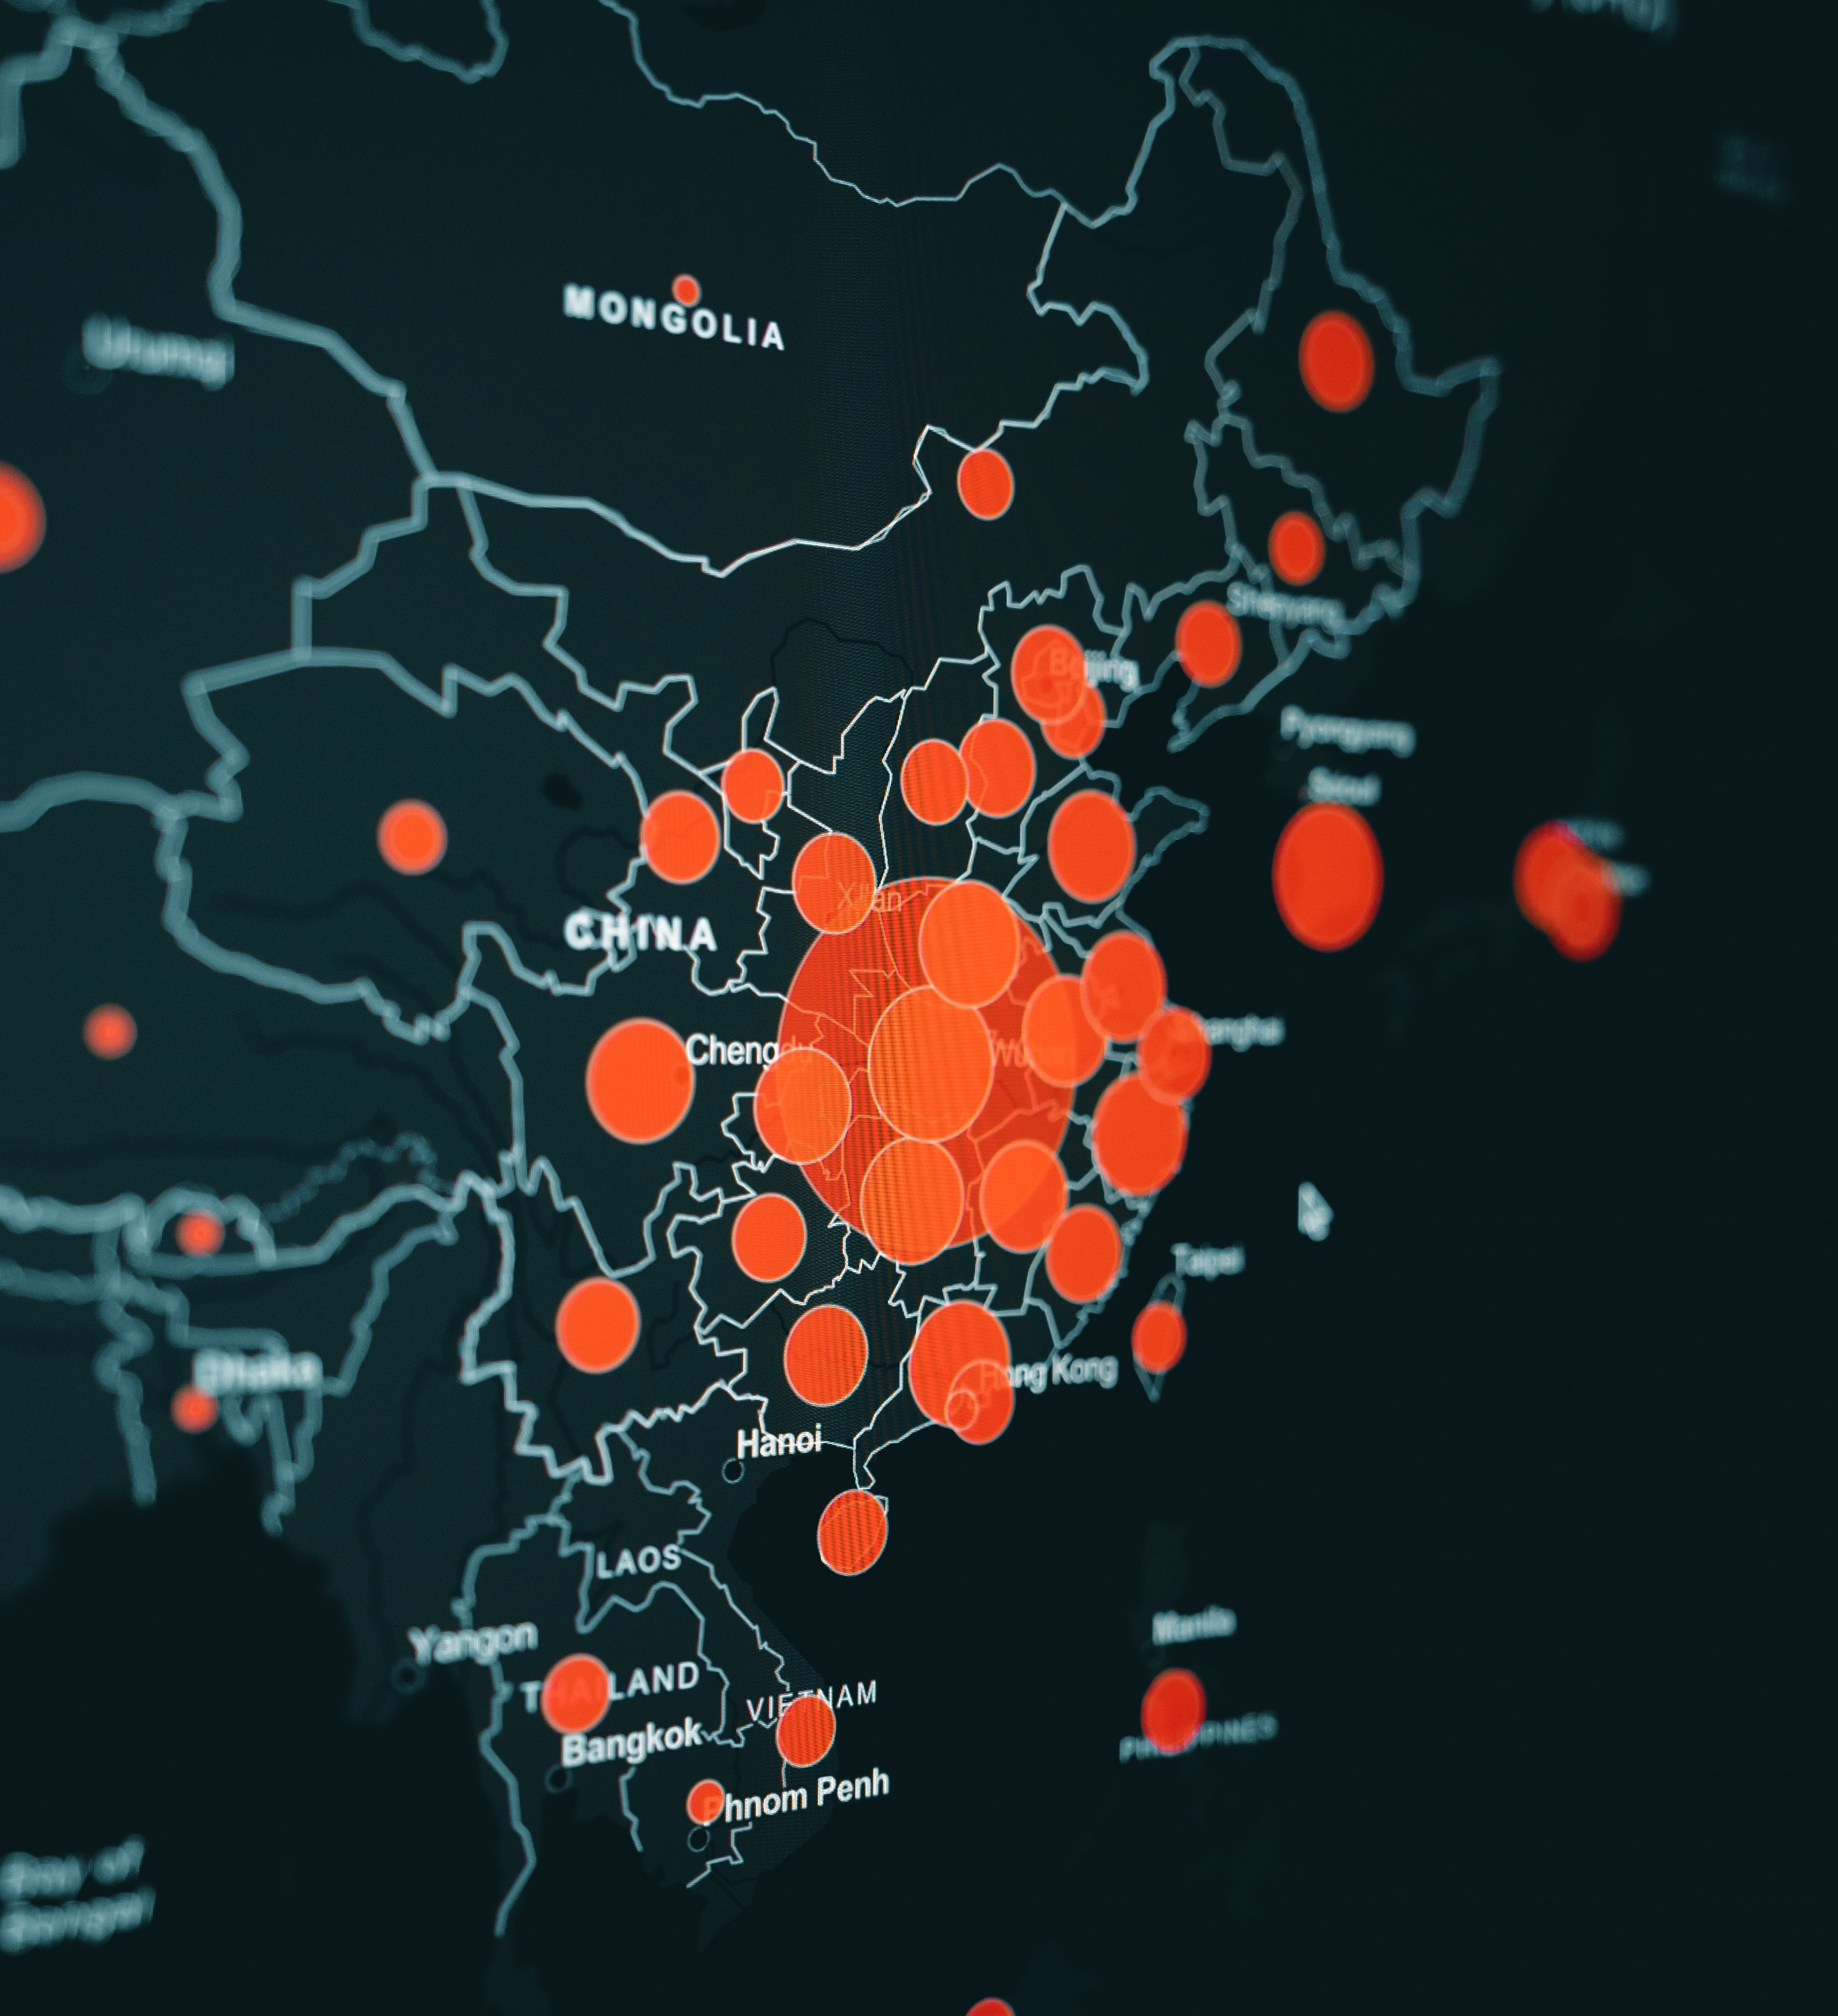 MONGOLIA
Urumqi
Shenyang
Beijing
Pyongyang
Seoul
Xi'an
CHINA
Chengdu
Wuhan
Shanghai
Taipei
Dhaka
Hong Kong
Hanoi
LAOS
Yangon
Manila
THAILAND
VIETNAM
PHILIPPINES
Bangkok
Phnom Penh
Bay of
Bengal